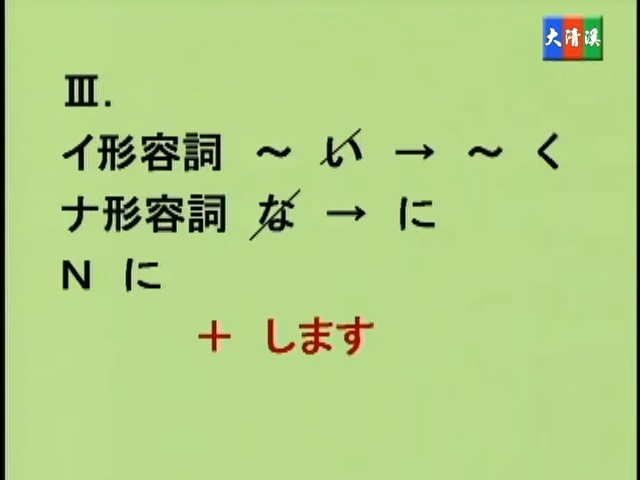 大清溪
Ⅲ.
イ形容詞 ～い → ～く
ナ形容詞 な → に
N に
＋ します